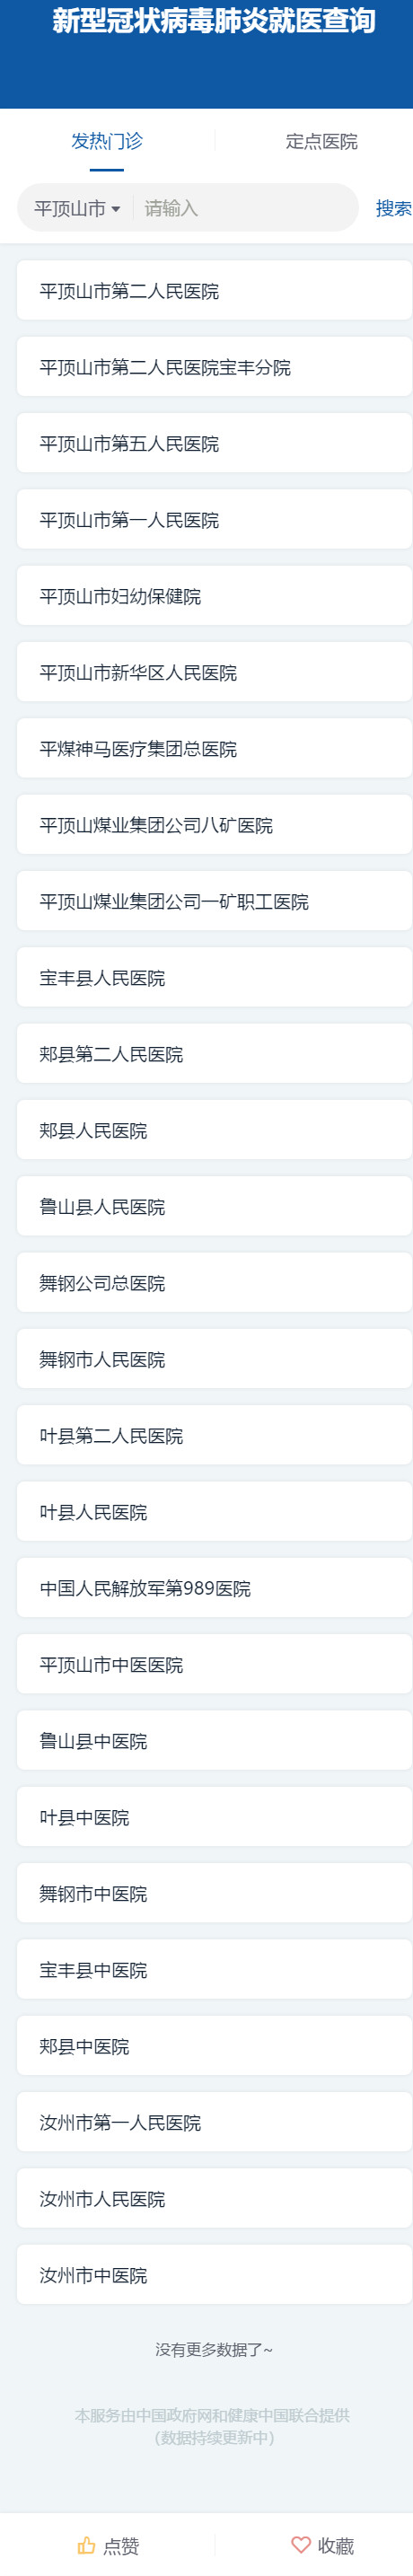 新型冠状病毒肺炎就医查询
发热门诊
定点医院
平顶山市 请输入 搜索
平顶山市第二人民医院
平顶山市第二人民医院宝丰分院
平顶山市第五人民医院
平顶山市第一人民医院
平顶山市妇幼保健院
平顶山市新华区人民医院
平煤神马医疗集团总医院
平顶山煤业集团公司八矿医院
平顶山煤业集团公司一矿职工医院
宝丰县人民医院
郏县第二人民医院
郏县人民医院
鲁山县人民医院
舞钢公司总医院
舞钢市人民医院
叶县第二人民医院
叶县人民医院
中国人民解放军第989医院
平顶山市中医医院
鲁山县中医院
叶县中医院
舞钢市中医院
宝丰县中医院
郏县中医院
汝州市第一人民医院
汝州市人民医院
汝州市中医院
没有更多数据了~
本服务由中国政府网和健康中国联合提供
(数据持续更新中)
点赞
收藏